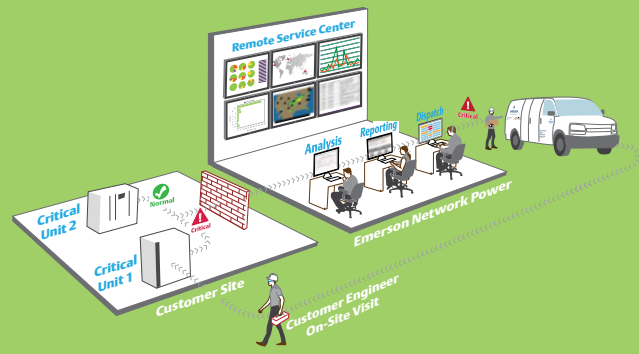 Remote Service Center
Analysis
Reporting
Dispatch
Critical
Critical
Unit 2
Normal
Critical
Critical
Unit 1
Customer Site
Emerson Network Power
Customer Engineer
On-Site Visit